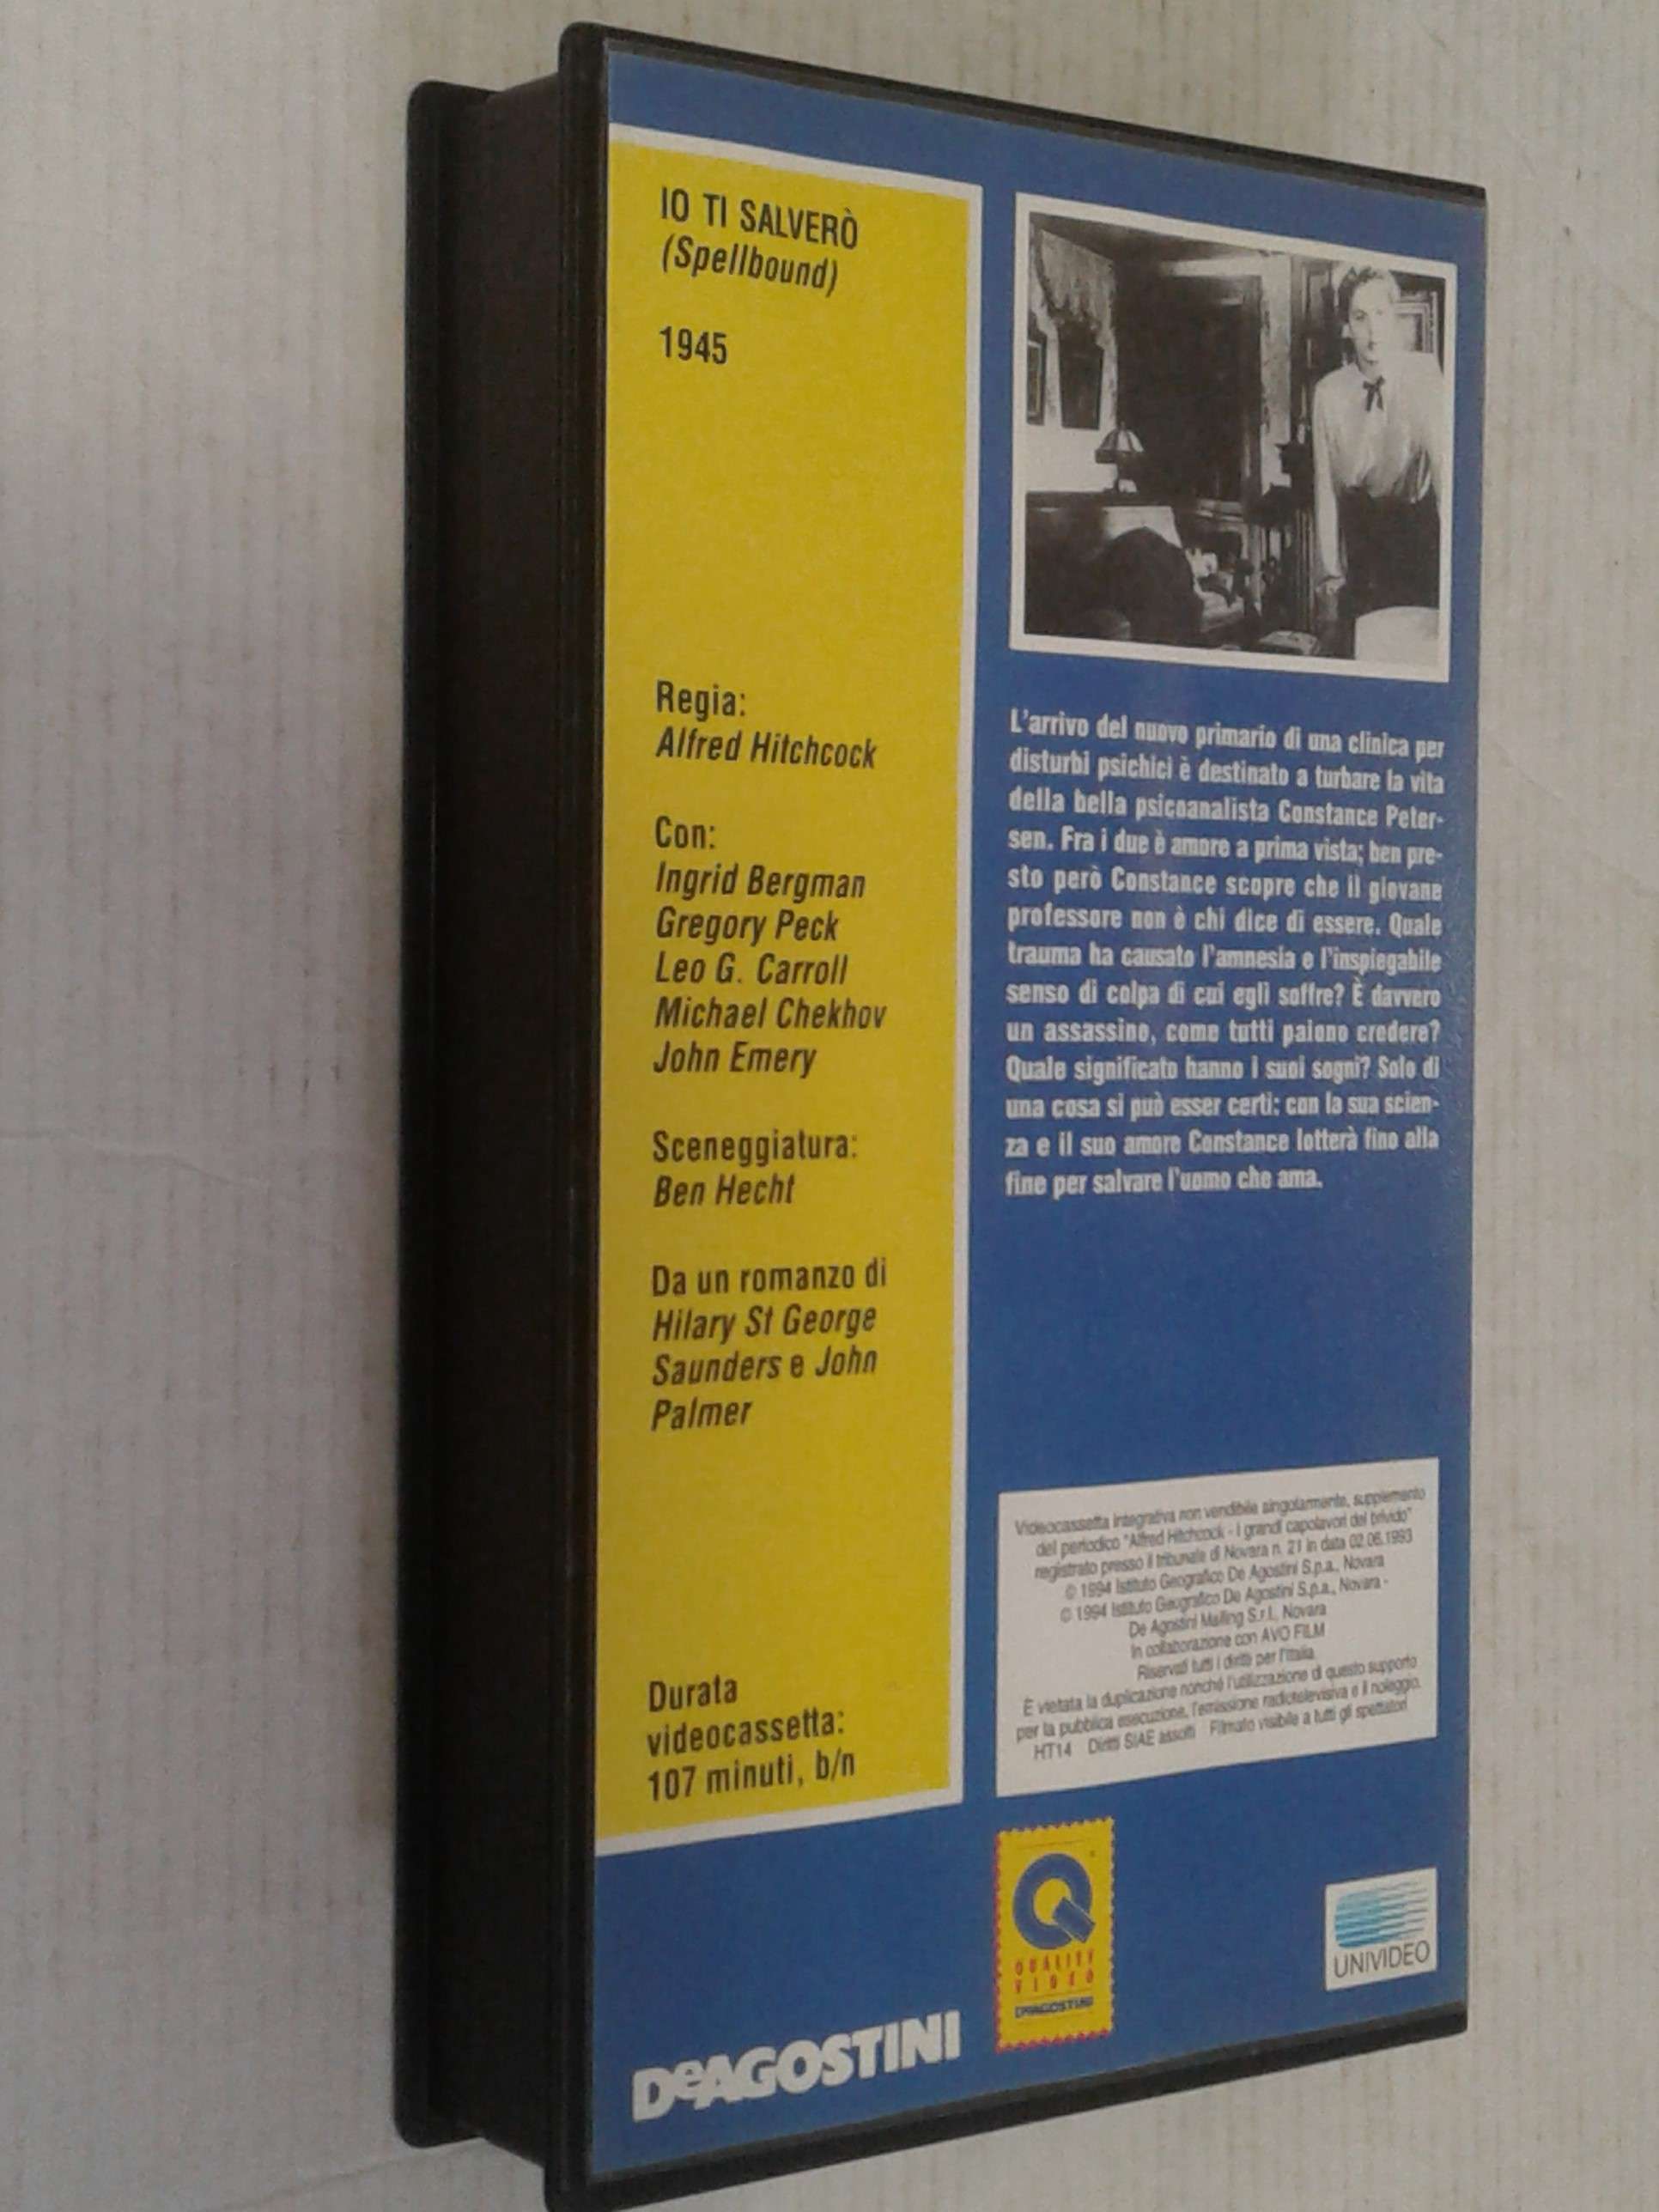 IO TI SALVERÒ
(Spellbound)
1945
Regia:
Alfred Hitchcock
Con:
Ingrid Bergman
Gregory Peck
Leo G. Carroll
Michael Chekhov
John Emery
Sceneggiatura:
Ben Hecht
Da un romanzo di
Hilary St George
Saunders e John
Palmer
Durata
videocassetta:
107 minuti, b/n
DeAGOSTINI
L'arrivo del nuovo primario di una clinica per
disturbi psichici è destinato a turbare la vita
della bella psicoanalista Constance Peter-
sen. Fra i due è amore a prima vista; ben pre-
sto però Constance scopre che il giovane
professore non è chi dice di essere. Quale
trauma ha causato l'amnesia e l'inspiegabile
senso di colpa di cui egli soffre? È davvero
un assassino, come tutti paiono credere?
Quale significato hanno i suoi sogni? Solo di
una cosa si può esser certi: con la sua scien-
za e il suo amore Constance lotterà fino alla
fine per salvare l'uomo che ama.
Videocassetta integrativa non vendibile singolarmente, supplemento
del periodico "Alfred Hitchcock - I grandi capolavori del brivido"
registrato presso il tribunale di Novara n. 21 in data 02.06.1993
© 1994 Istituto Geografico De Agostini S.p.a., Novara
© 1994 Istituto Geografico De Agostini S.p.a., Novara -
De Agostini Mailing S.r.l., Novara
In collaborazione con AVO FILM
Riservati tutti i diritti per l'Italia
È vietata la duplicazione nonché l'utilizzazione di questo supporto
per la pubblica esecuzione, l'emissione radiotelevisiva e il noleggio.
HT14 Diritti SIAE assolti Filmato visibile a tutti gli spettatori
Q
QUALITY
VIDEO
DeAGOSTINI
UNIVIDEO